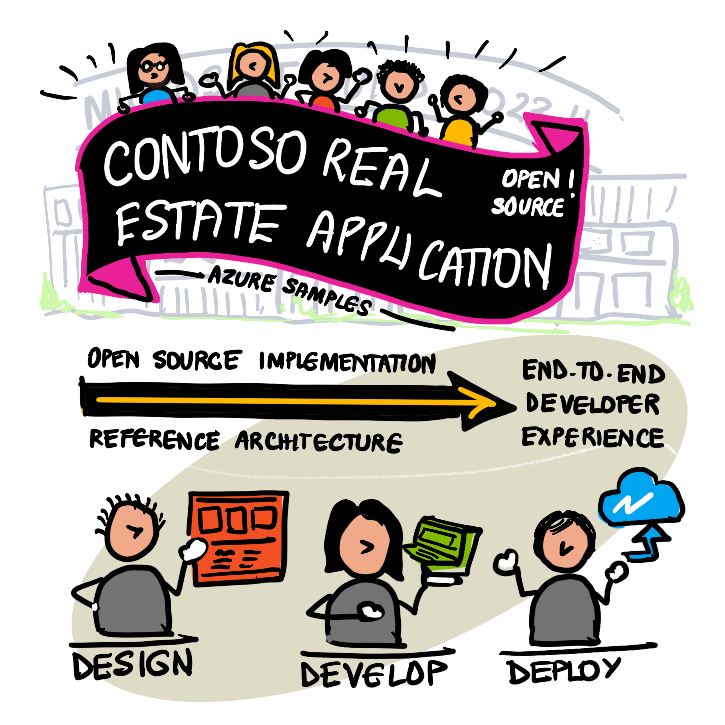 CONTOSO REAL
ESTATE APPLICATION
OPEN!
SOURCE
AZURE SAMPLES
OPEN SOURCE IMPLEMENTATION
REFERENCE ARCHITECTURE
END-TO-END
DEVELOPER
EXPERIENCE
DESIGN
DEVELOP
DEPLOY